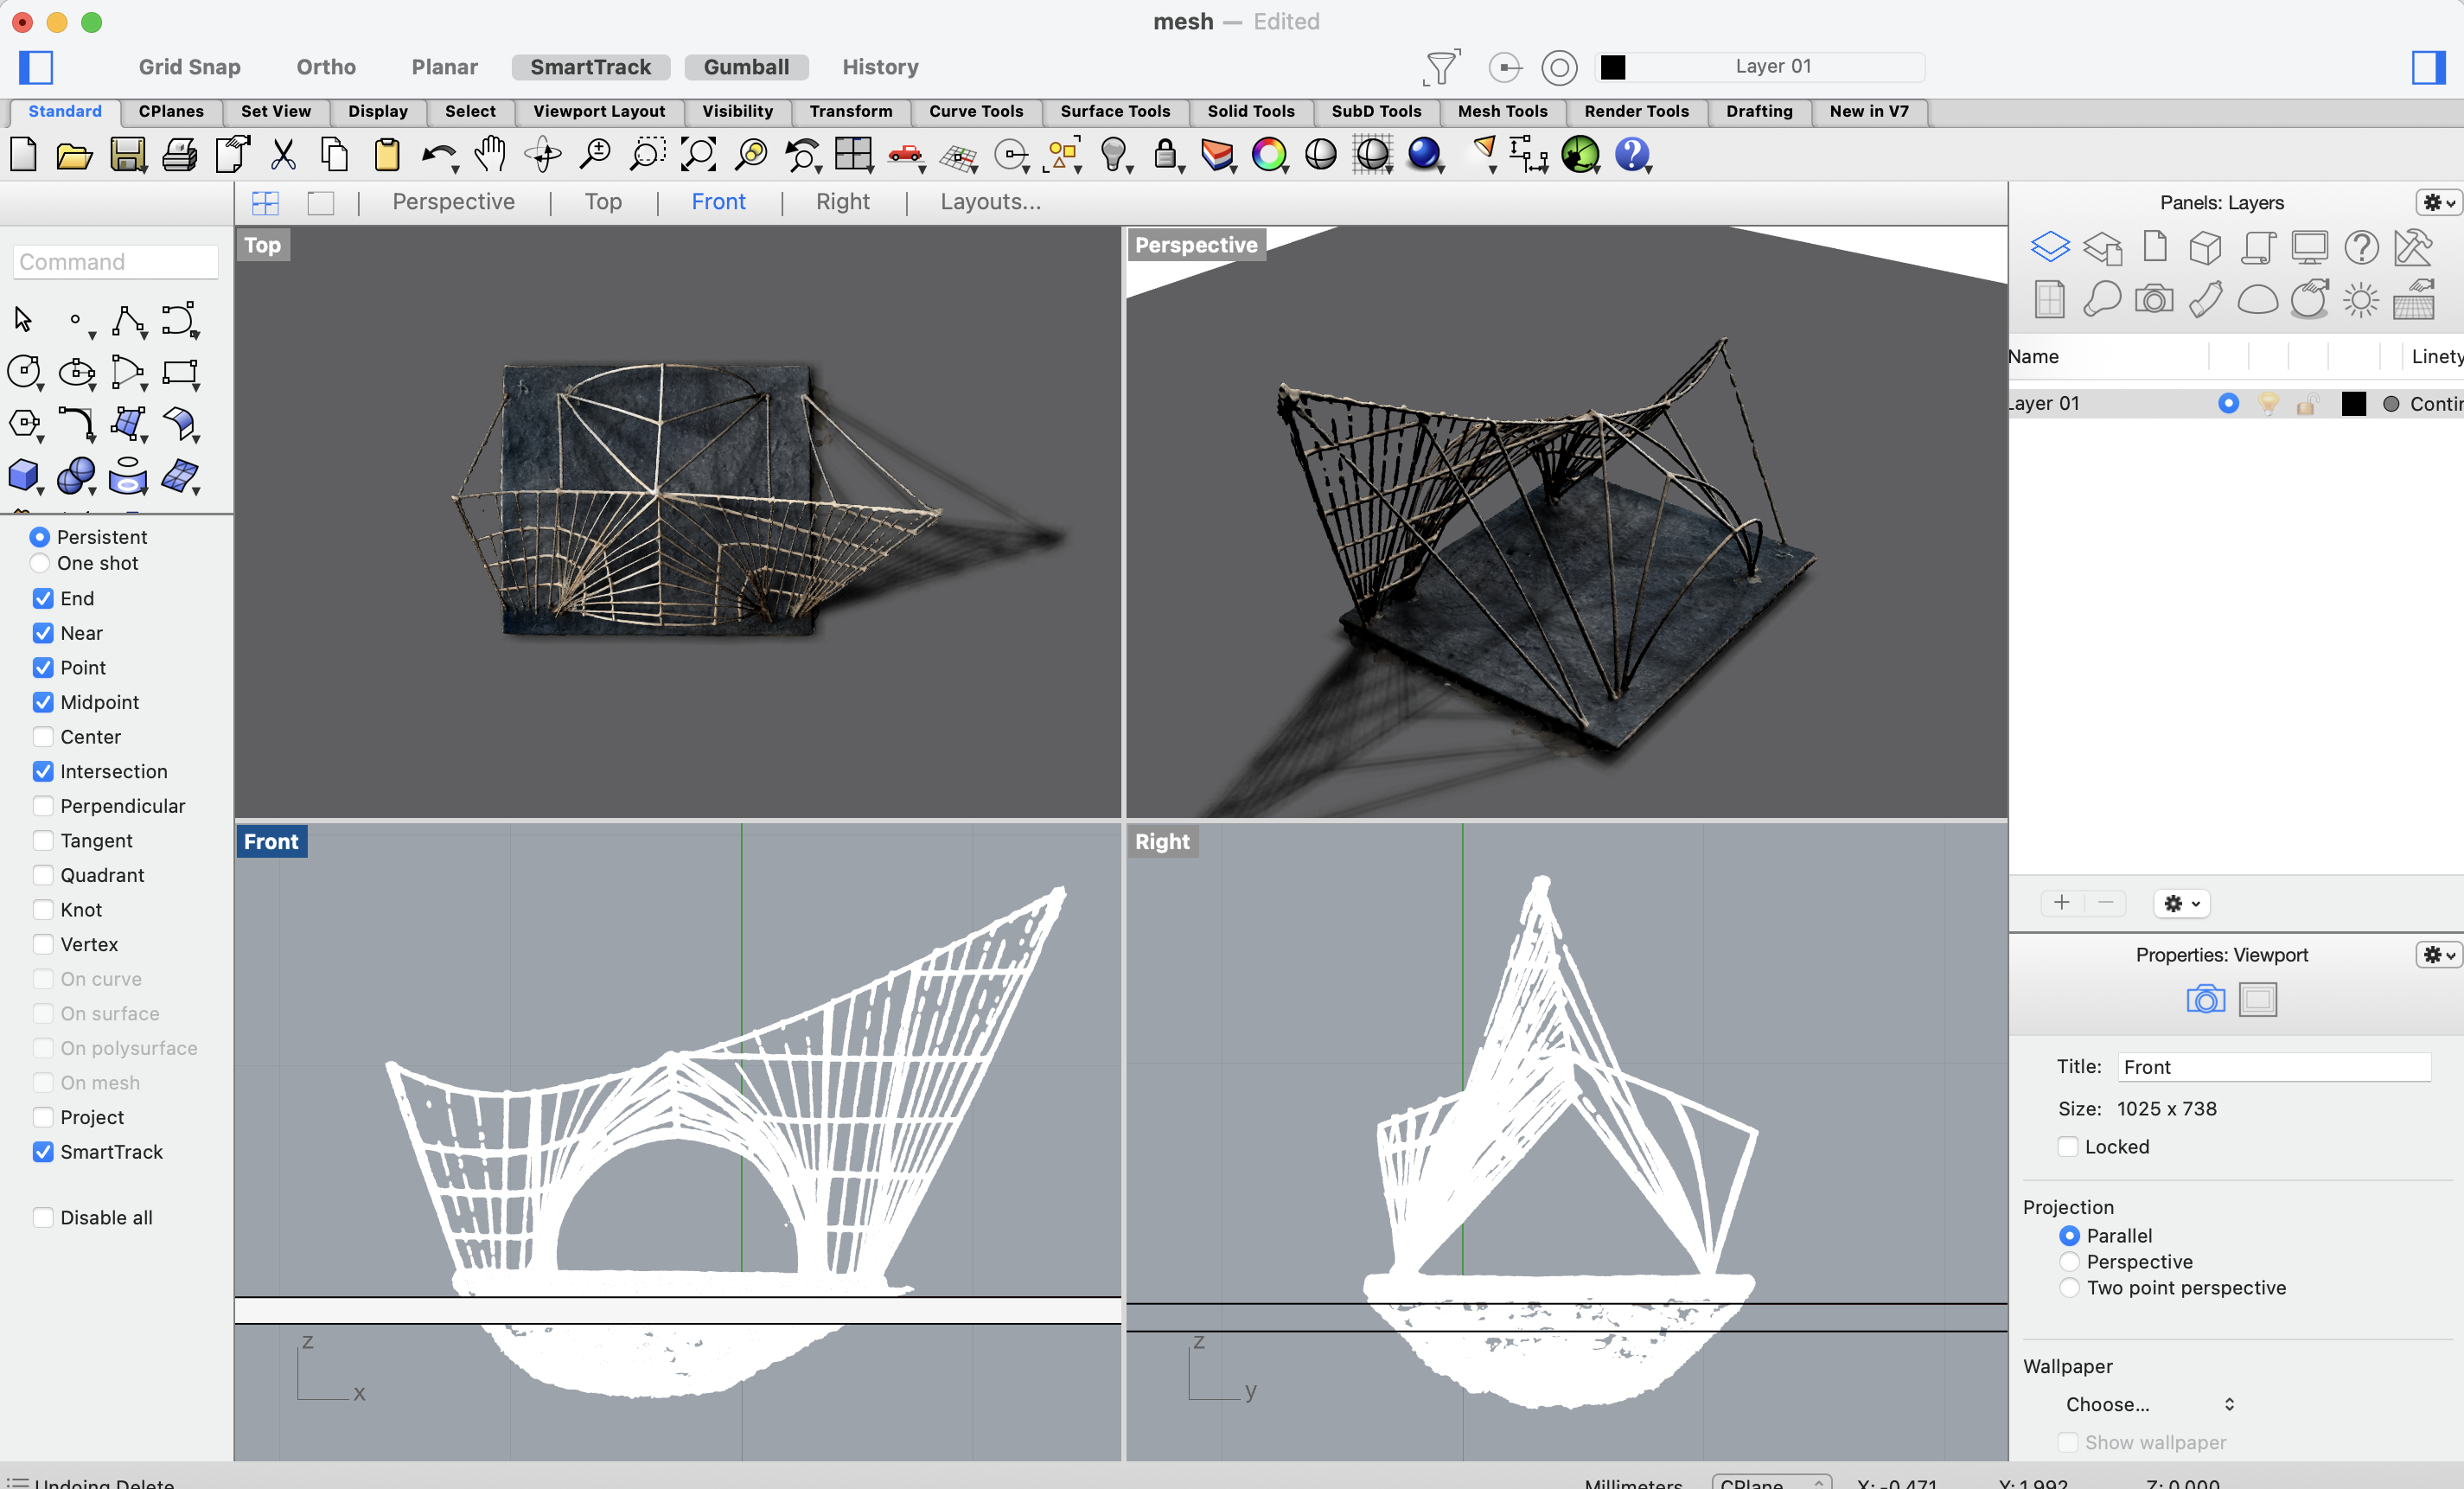 mesh — Edited
Grid Snap Ortho Planar SmartTrack Gumball History Layer 01
Standard CPlanes Set View Display Select Viewport Layout Visibility Transform Curve Tools Surface Tools Solid Tools SubD Tools Mesh Tools Render Tools Drafting New in V7
Perspective Top Front Right Layouts...
Panels: Layers
Command
Top
Perspective
Name Linety
Layer 01 Contin
Persistent
One shot
End
Near
Point
Midpoint
Center
Intersection
Perpendicular
Tangent
Quadrant
Knot
Vertex
On curve
On surface
On polysurface
On mesh
Project
SmartTrack
Disable all
Front
Right
z
x
z
y
Properties: Viewport
Title: Front
Size: 1025 x 738
Locked
Projection
Parallel
Perspective
Two point perspective
Wallpaper
Choose...
Show wallpaper
Undoing Delete
Millimeters CPlane X: -0.471 Y: 1.992 Z: 0.000